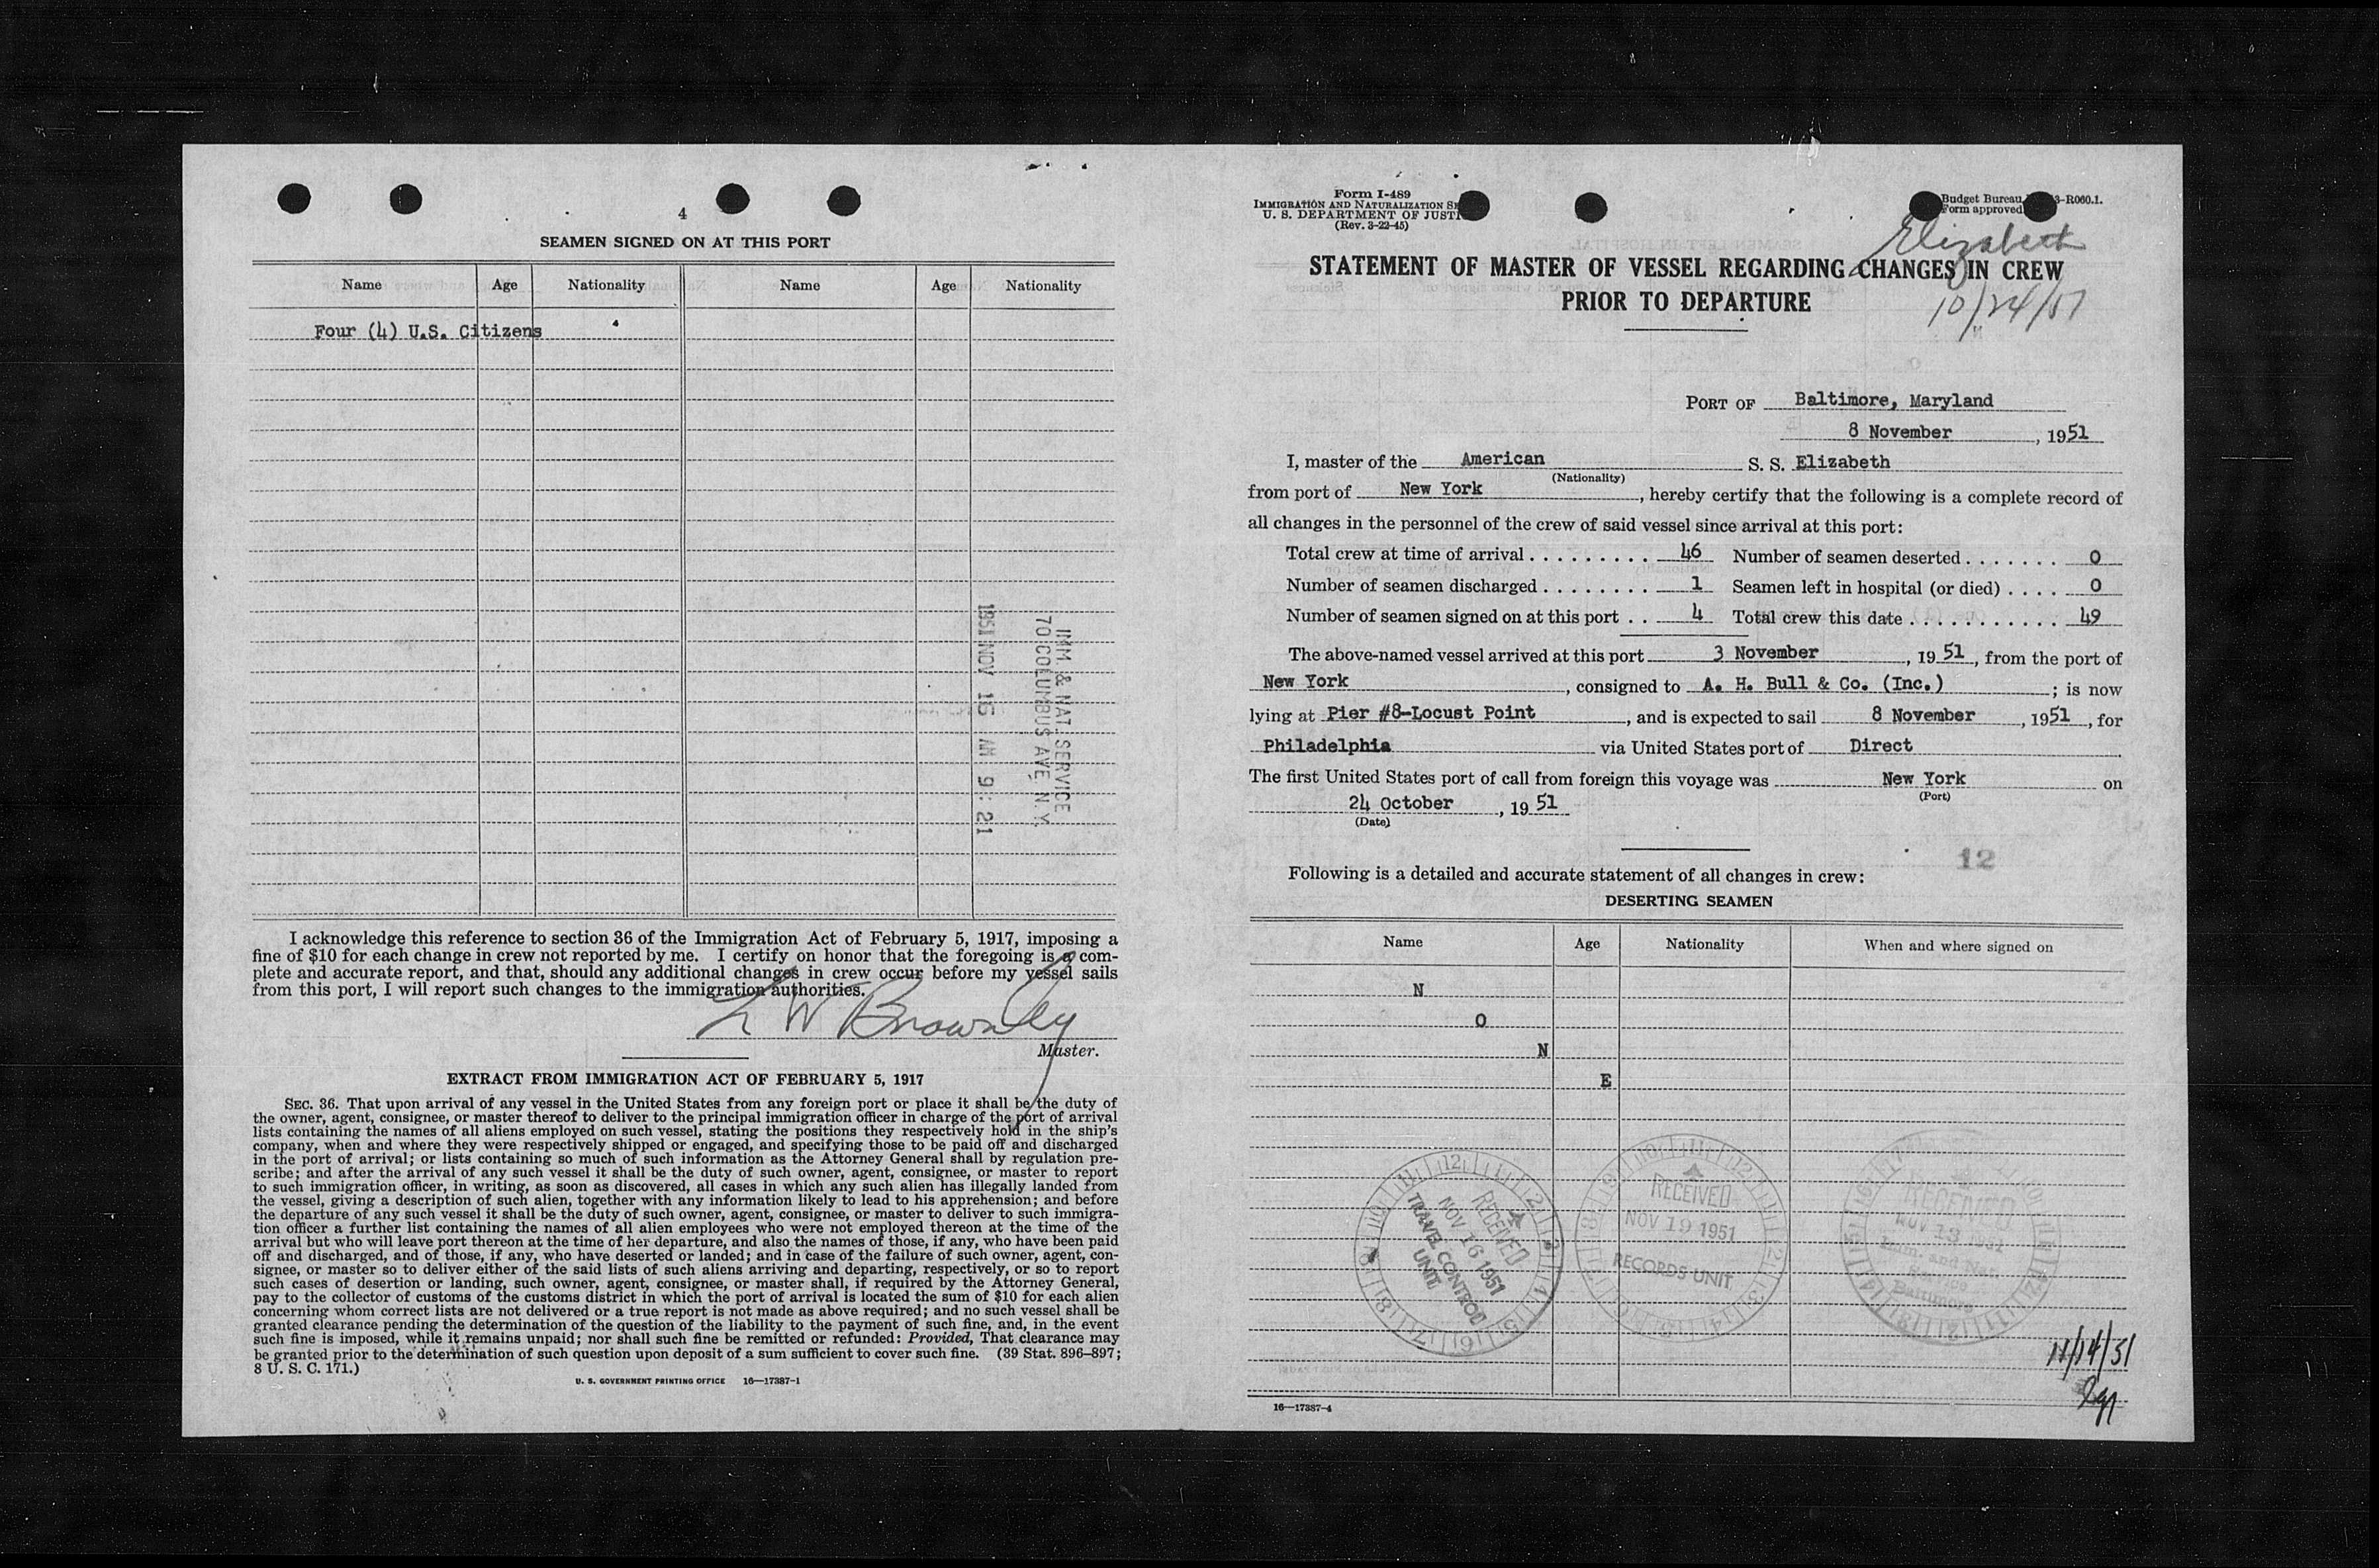 4
SEAMEN SIGNED ON AT THIS PORT
Name Age Nationality Name Age Nationality
Four (4) U.S. Citizens
IMM. & NAT. SERVICE
70 COLUMBUS AVE. N. Y.
1951 NOV 16 AM 9:21
I acknowledge this reference to section 36 of the Immigration Act of February 5, 1917, imposing a
fine of $10 for each change in crew not reported by me. I certify on honor that the foregoing is a com-
plete and accurate report, and that, should any additional changes in crew occur before my vessel sails
from this port, I will report such changes to the immigration authorities.
Master.
EXTRACT FROM IMMIGRATION ACT OF FEBRUARY 5, 1917
SEC. 36. That upon arrival of any vessel in the United States from any foreign port or place it shall be the duty of
the owner, agent, consignee, or master thereof to deliver to the principal immigration officer in charge of the port of arrival
lists containing the names of all aliens employed on such vessel, stating the positions they respectively hold in the ship's
company, when and where they were respectively shipped or engaged, and specifying those to be paid off and discharged
in the port of arrival; or lists containing so much of such information as the Attorney General shall by regulation pre-
scribe; and after the arrival of any such vessel it shall be the duty of such owner, agent, consignee, or master to report
to such immigration officer, in writing, as soon as discovered, all cases in which any such alien has illegally landed from
the vessel, giving a description of such alien, together with any information likely to lead to his apprehension; and before
the departure of any such vessel it shall be the duty of such owner, agent, consignee, or master to deliver to such immigra-
tion officer a further list containing the names of all alien employees who were not employed thereon at the time of the
arrival but who will leave port thereon at the time of her departure, and also the names of those, if any, who have been paid
off and discharged, and of those, if any, who have deserted or landed; and in case of the failure of such owner, agent, con-
signee, or master so to deliver either of the said lists of such aliens arriving and departing, respectively, or so to report
such cases of desertion or landing, such owner, agent, consignee, or master shall, if required by the Attorney General,
pay to the collector of customs of the customs district in which the port of arrival is located the sum of $10 for each alien
concerning whom correct lists are not delivered or a true report is not made as above required; and no such vessel shall be
granted clearance pending the determination of the question of the liability to the payment of such fine, and, in the event
such fine is imposed, while it remains unpaid; nor shall such fine be remitted or refunded: Provided, That clearance may
be granted prior to the determination of such question upon deposit of a sum sufficient to cover such fine. (39 Stat. 896–897;
8 U. S. C. 171.)
U. S. GOVERNMENT PRINTING OFFICE 16—17387-1
Form I-489
IMMIGRATION AND NATURALIZATION
U. S. DEPARTMENT OF
(Rev. 3-22-45)
Budget Bureau 3-R060.1.
Form approved
Elizabeth
10/24/51
STATEMENT OF MASTER OF VESSEL REGARDING CHANGES IN CREW
PRIOR TO DEPARTURE
PORT OF Baltimore, Maryland
8 November, 1951
I, master of the American S. S. Elizabeth
(Nationality)
from port of New York, hereby certify that the following is a complete record of
all changes in the personnel of the crew of said vessel since arrival at this port:
Total crew at time of arrival . . . . . . . . . 46 Number of seamen deserted . . . . . . . 0
Number of seamen discharged . . . . . . . . 1 Seamen left in hospital (or died) . . . . 0
Number of seamen signed on at this port . . 4 Total crew this date . . . . . . . . . . . 49
The above-named vessel arrived at this port 3 November, 1951, from the port of
New York, consigned to A. H. Bull & Co. (Inc.); is now
lying at Pier #8-Locust Point, and is expected to sail 8 November, 1951, for
Philadelphia via United States port of Direct
The first United States port of call from foreign this voyage was New York on
(Port)
24 October, 1951
(Date)
12
Following is a detailed and accurate statement of all changes in crew:
DESERTING SEAMEN
Name Age Nationality When and where signed on
N
O
N
E
RECEIVED
NOV 16 1951
TRAVEL CONTROL
UNIT
RECEIVED
NOV 19 1951
RECORDS UNIT
RECEIVED
NOV 13 1951
Imm. and Nat.
Service
Baltimore
11/14/51
16—17387-4